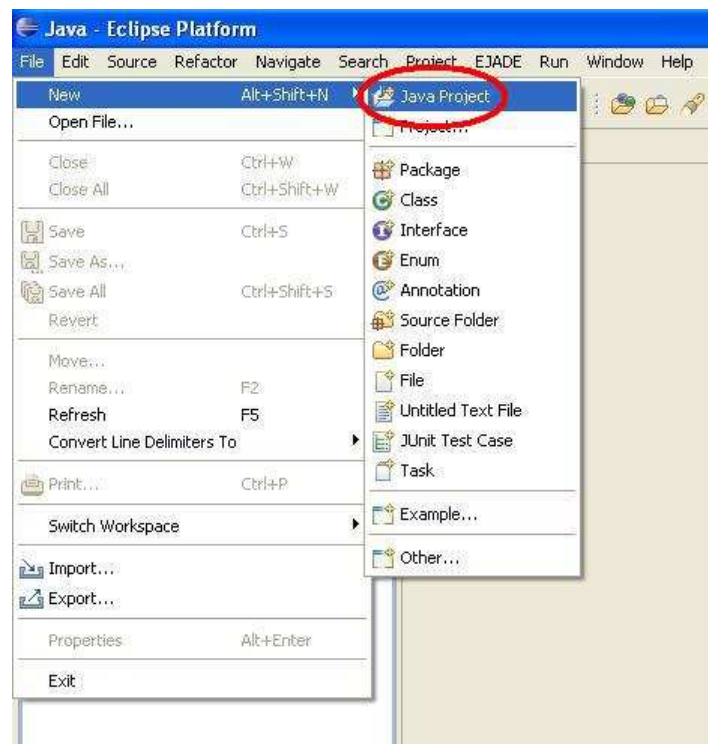 Java - Eclipse Platform
File Edit Source Refactor Navigate Search Project EJADE Run Window Help
New Alt+Shift+N
Open File...
Close Ctrl+W
Close All Ctrl+Shift+W
Save Ctrl+S
Save As...
Save All Ctrl+Shift+S
Revert
Move...
Rename... F2
Refresh F5
Convert Line Delimiters To
Print... Ctrl+P
Switch Workspace
Import...
Export...
Properties Alt+Enter
Exit
Java Project
Project...
Package
Class
Interface
Enum
Annotation
Source Folder
Folder
File
Untitled Text File
JUnit Test Case
Task
Example...
Other...